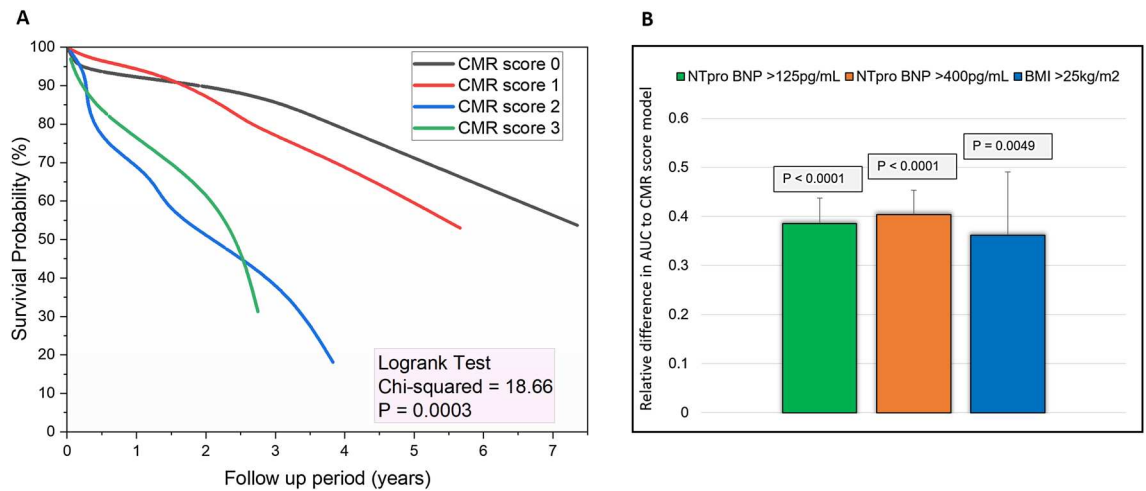 A
Survivial Probability (%)
100
90
80
70
60
50
40
30
20
10
0
0 1 2 3 4 5 6 7
Follow up period (years)
CMR score 0
CMR score 1
CMR score 2
CMR score 3
Logrank Test
Chi-squared = 18.66
P = 0.0003
B
NTpro BNP >125pg/mL NTpro BNP >400pg/mL BMI >25kg/m2
Relative difference in AUC to CMR score model
0.6
0.5
0.4
0.3
0.2
0.1
0
P < 0.0001
P < 0.0001
P = 0.0049